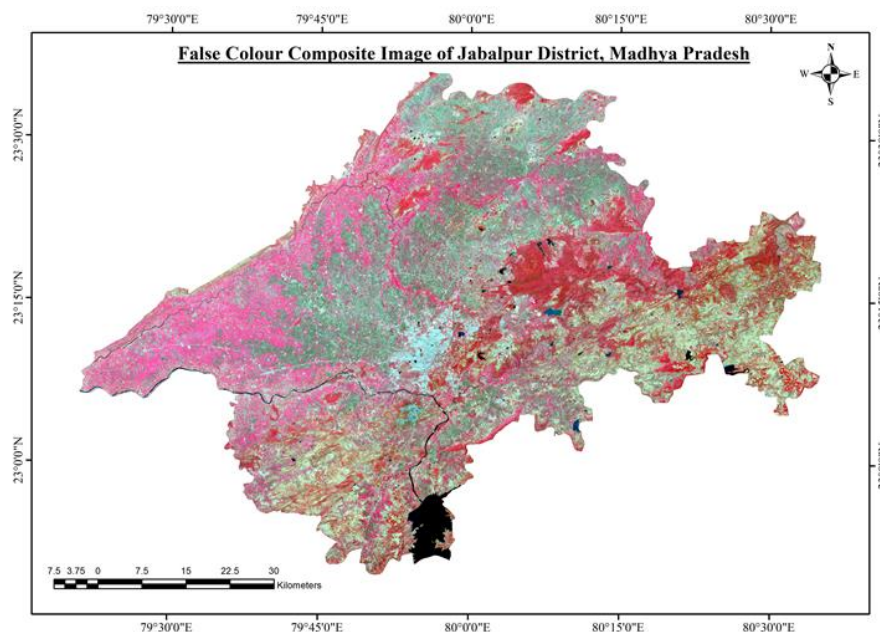 79°30'0"E 79°45'0"E 80°0'0"E 80°15'0"E 80°30'0"E
False Colour Composite Image of Jabalpur District, Madhya Pradesh
N
W E
S
23°30'0"N
23°15'0"N
23°0'0"N
7.5 3.75 0 7.5 15 22.5 30
Kilometers
79°30'0"E 79°45'0"E 80°0'0"E 80°15'0"E 80°30'0"E